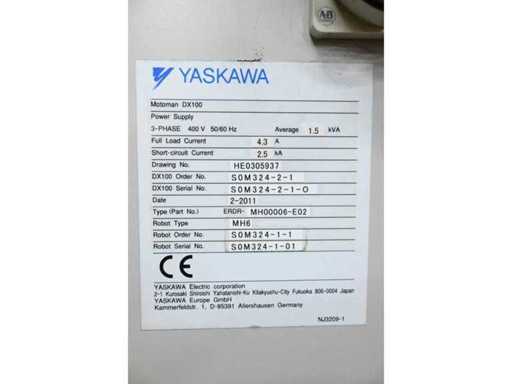 YASKAWA
Motoman DX100
Power Supply
3-PHASE 400 V 50/60 Hz Average 1.5 kVA
Full Load Current 4.3 A
Short-circuit Current 2.5 kA
Drawing No. HE0305937
DX100 Order No. S0M324-2-1
DX100 Serial No. S0M324-2-1-0
Date 2-2011
Type (Part No.) ERDR- MH00006-E02
Robot Type MH6
Robot Order No. S0M324-1-1
Robot Serial No. S0M324-1-01
CE
YASKAWA Electric corporation
2-1 Kurosaki Shiroishi Yahatanishi-Ku Kitakyushu-City Fukuoka 806-0004 Japan
YASKAWA Europe GmbH
Kammerfeldstr. 1, D-85391 Allershausen Germany
NJ3209-1